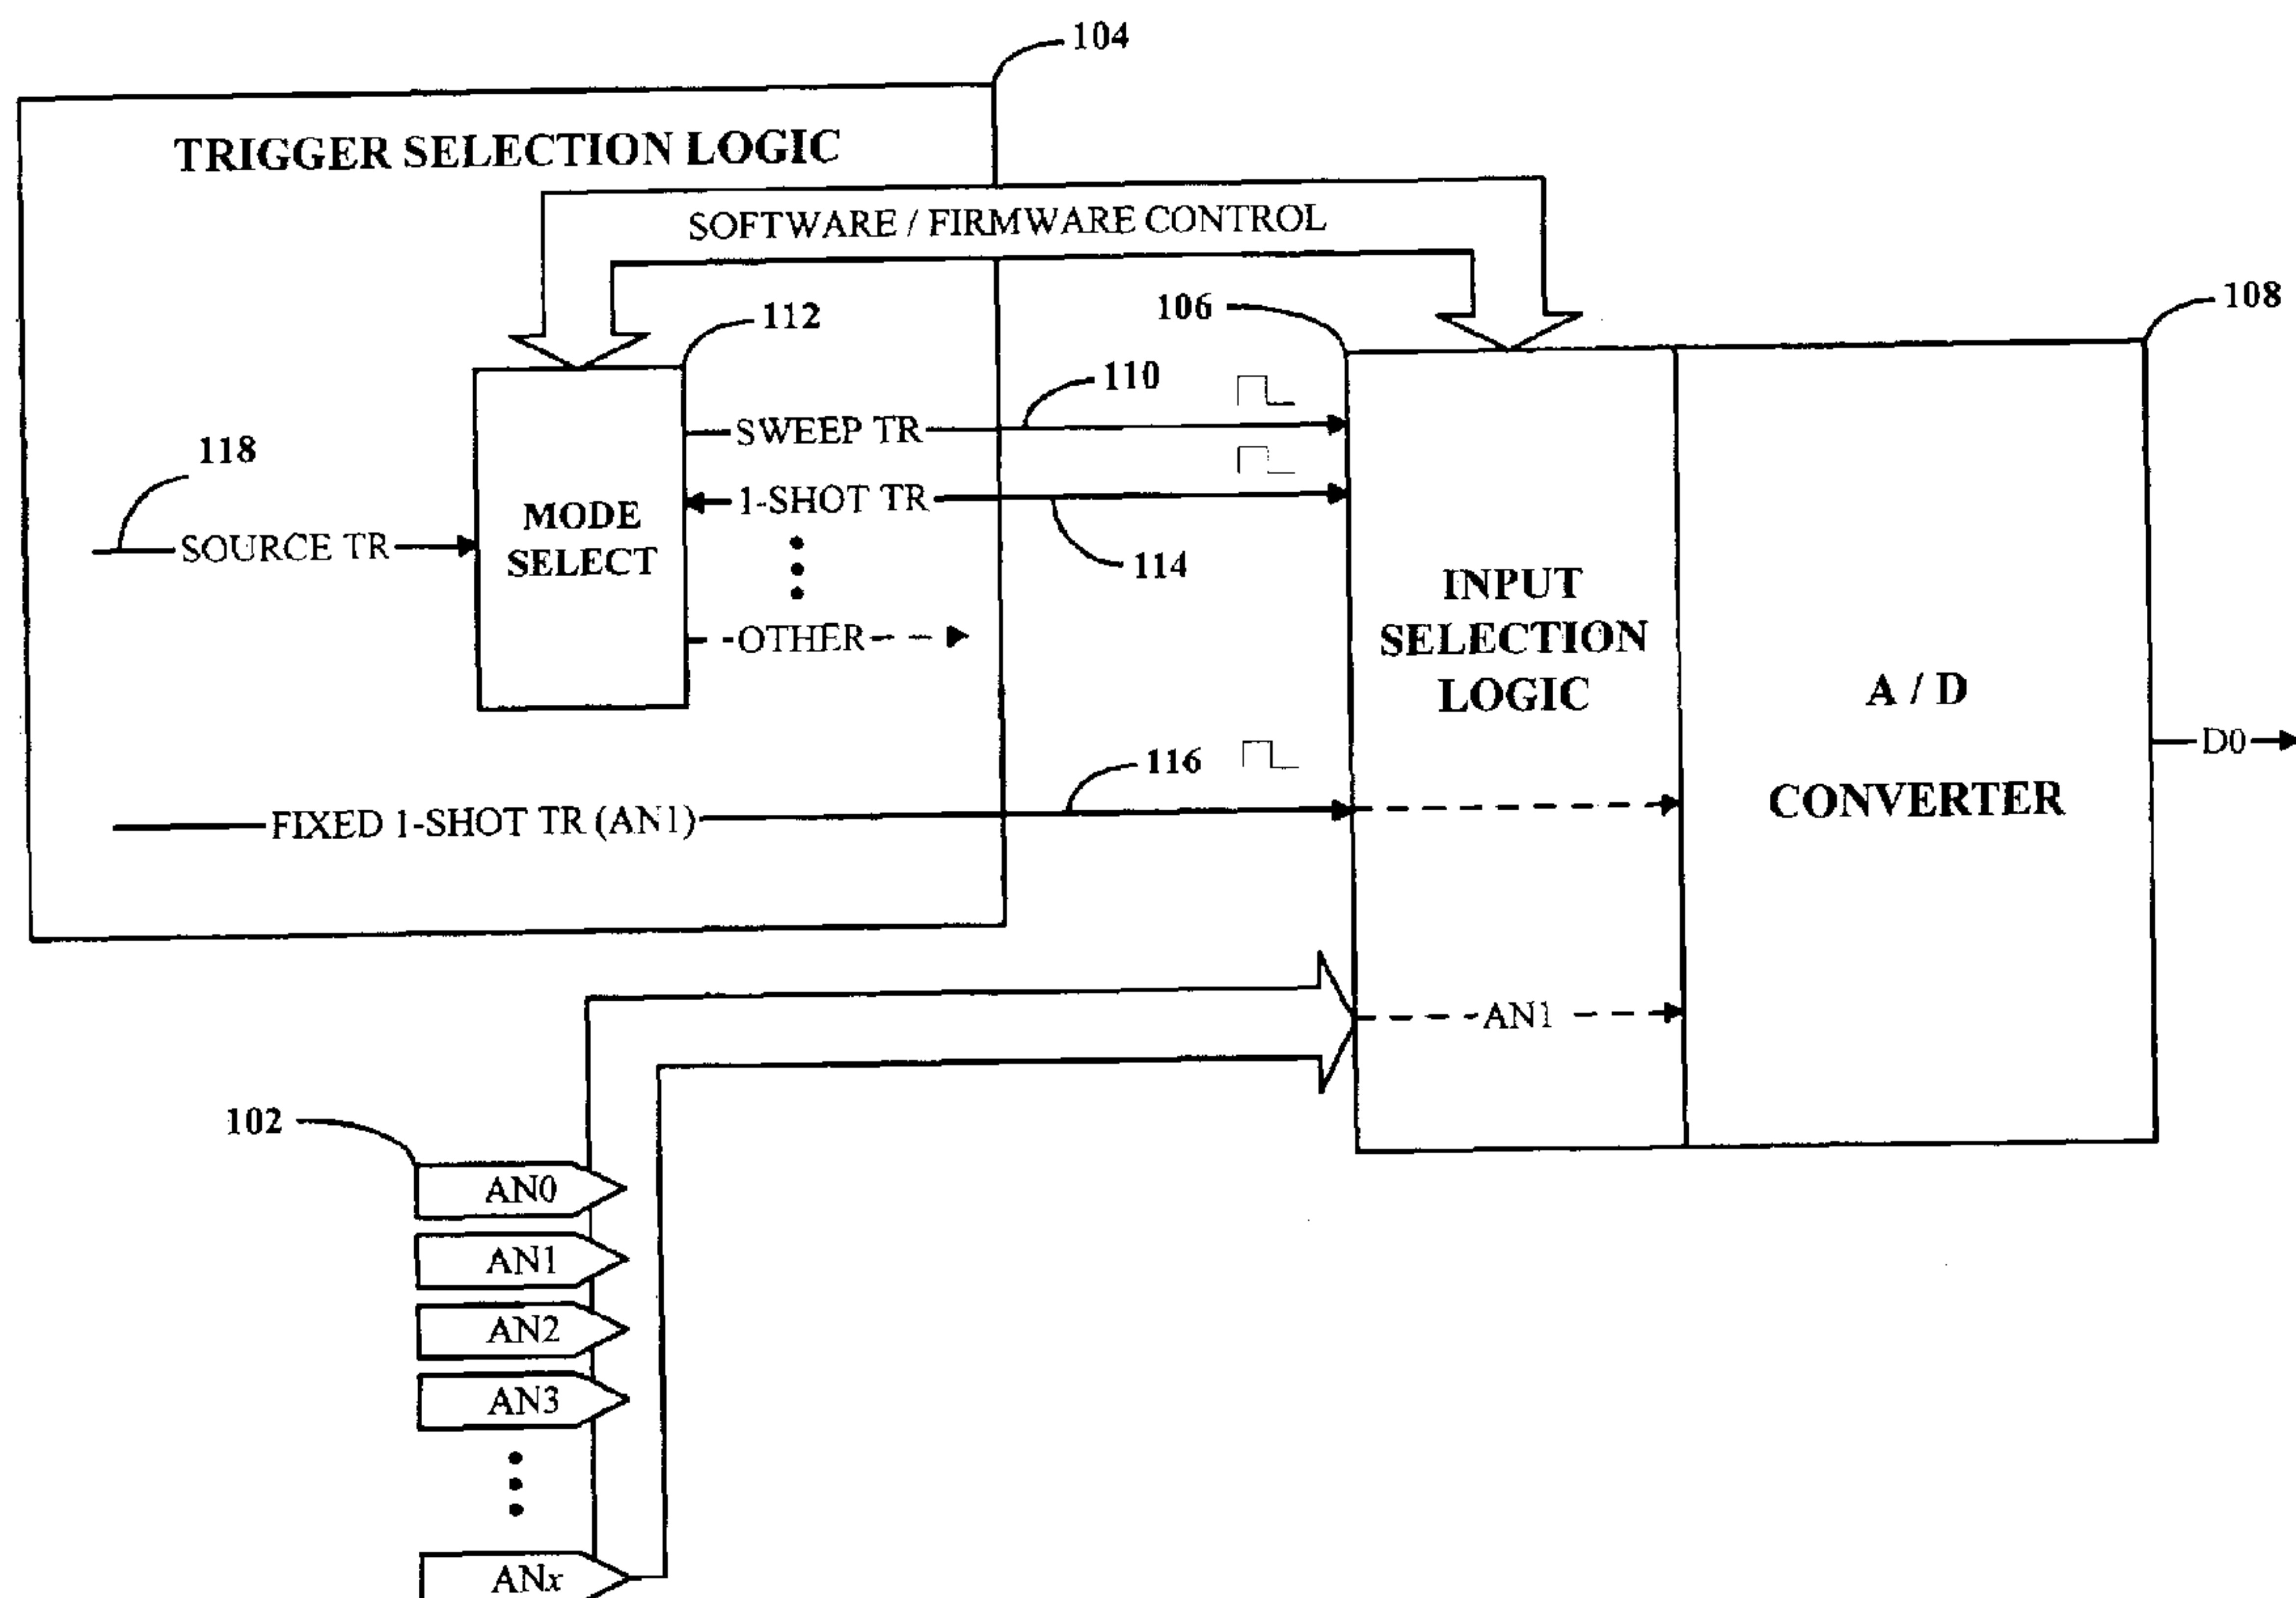 104
TRIGGER SELECTION LOGIC
SOFTWARE / FIRMWARE CONTROL
112
106
108
110
SWEEP TR
118
1-SHOT TR
MODE
SELECT
SOURCE TR
114
INPUT
SELECTION
LOGIC
OTHER
A / D
CONVERTER
D0
116
FIXED 1-SHOT TR (AN1)
AN1
102
AN0
AN1
AN2
AN3
ANx